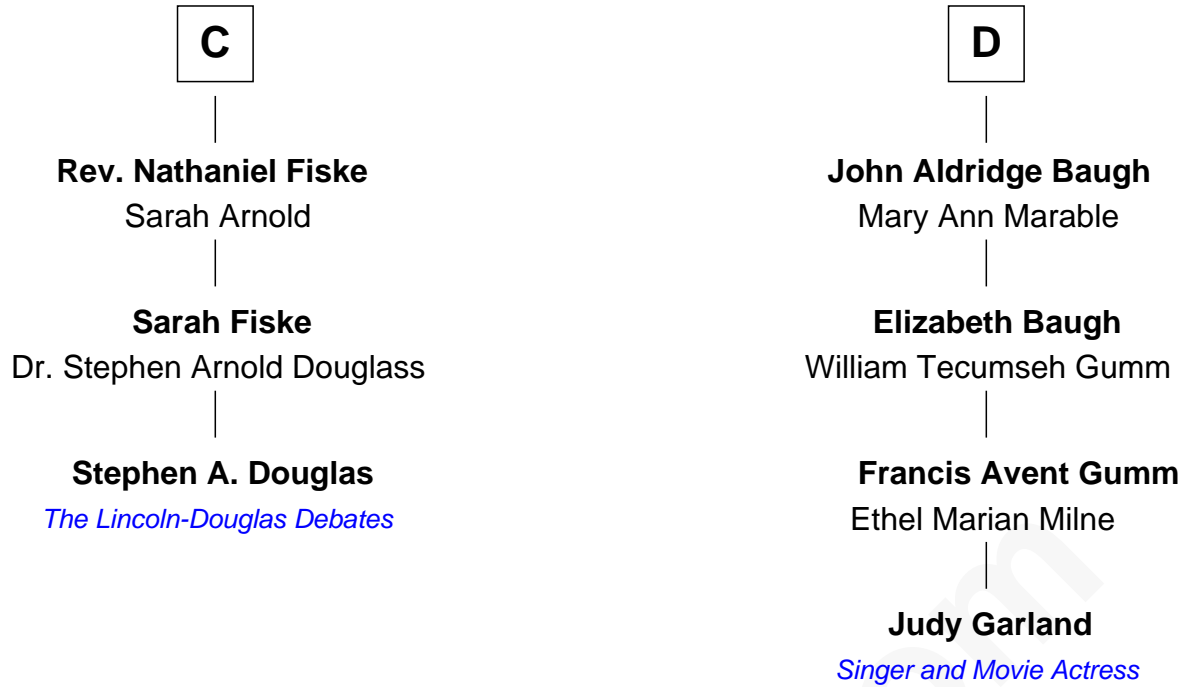 C
Rev. Nathaniel Fiske
Sarah Arnold
Sarah Fiske
Dr. Stephen Arnold Douglass
Stephen A. Douglas
The Lincoln-Douglas Debates
D
John Aldridge Baugh
Mary Ann Marable
Elizabeth Baugh
William Tecumseh Gumm
Francis Avent Gumm
Ethel Marian Milne
Judy Garland
Singer and Movie Actress